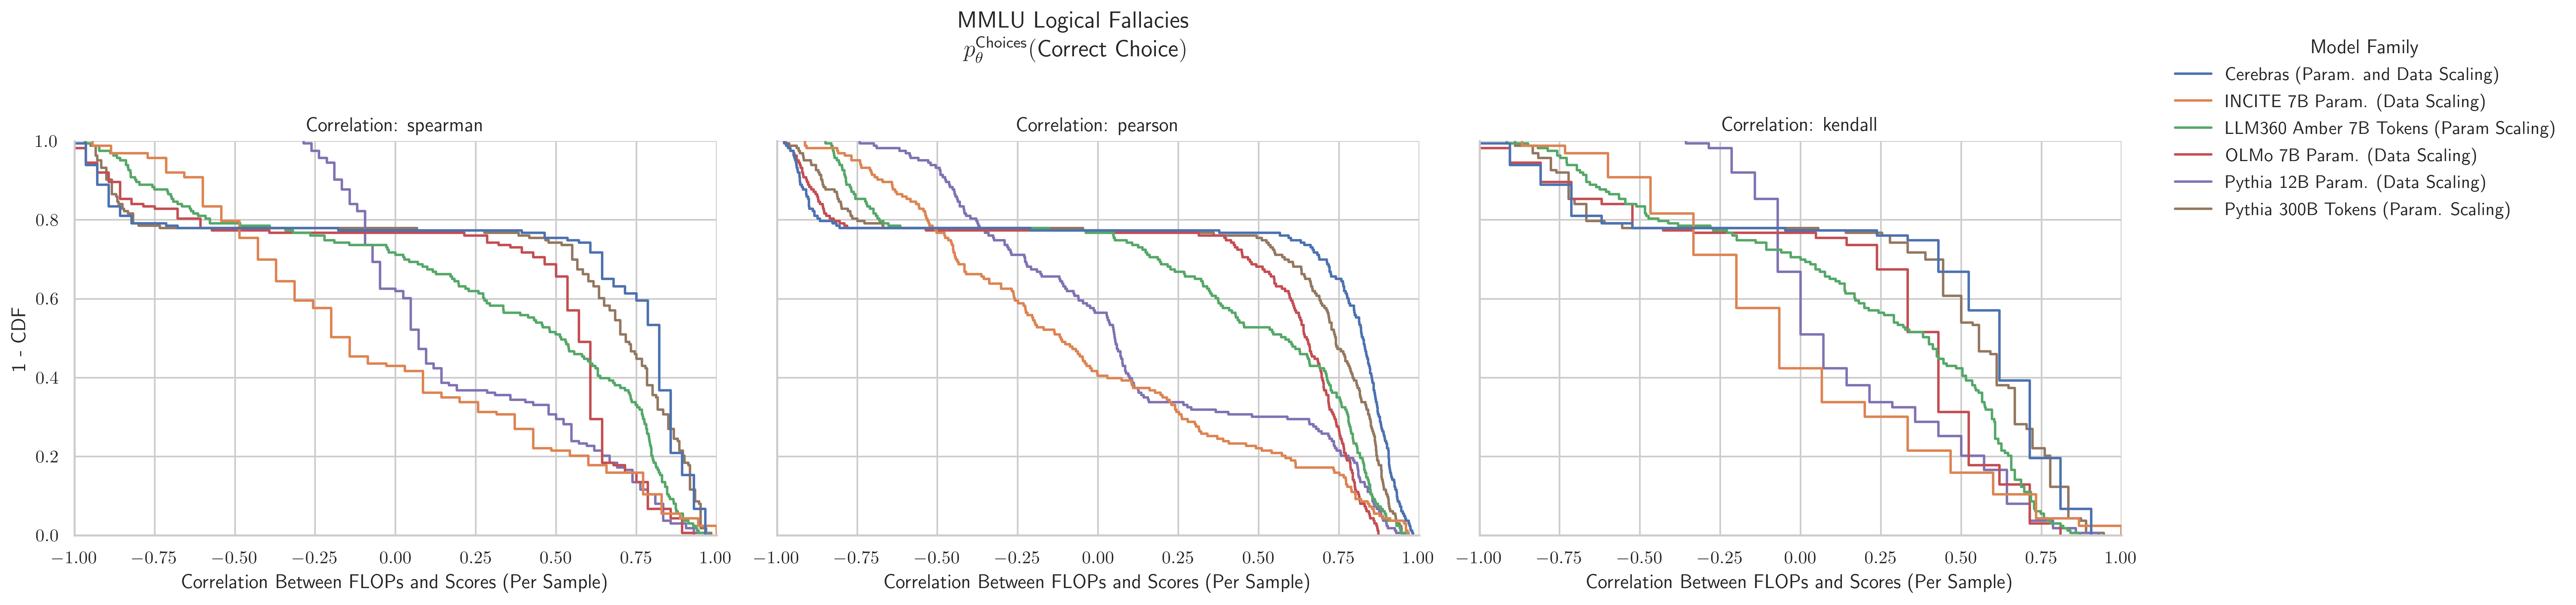 MMLU Logical Fallacies
p_θ^Choices(Correct Choice)
Model Family
Cerebras (Param. and Data Scaling)
INCITE 7B Param. (Data Scaling)
LLM360 Amber 7B Tokens (Param Scaling)
OLMo 7B Param. (Data Scaling)
Pythia 12B Param. (Data Scaling)
Pythia 300B Tokens (Param. Scaling)
Correlation: spearman
1 - CDF
1.0
0.8
0.6
0.4
0.2
0.0
−1.00 −0.75 −0.50 −0.25 0.00 0.25 0.50 0.75 1.00
Correlation Between FLOPs and Scores (Per Sample)
Correlation: pearson
−1.00 −0.75 −0.50 −0.25 0.00 0.25 0.50 0.75 1.00
Correlation Between FLOPs and Scores (Per Sample)
Correlation: kendall
−1.00 −0.75 −0.50 −0.25 0.00 0.25 0.50 0.75 1.00
Correlation Between FLOPs and Scores (Per Sample)